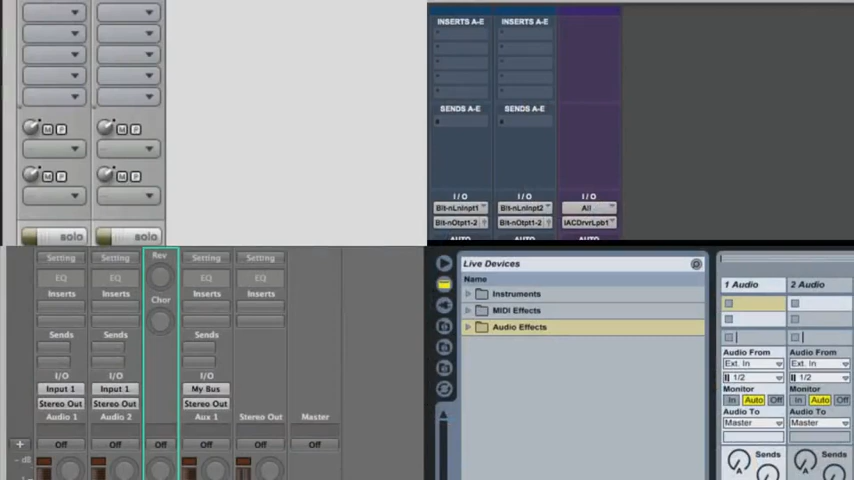 M P M P
M P M P
solo solo
INSERTS A-E INSERTS A-E
SENDS A-E SENDS A-E
I/O I/O I/O
Blt-nLnInpt1 Blt-nLnInpt2 All
Blt-nOtpt1-2 Blt-nOtpt1-2 IACDrvrLpb1
AUTO AUTO AUTO
Setting Setting Rev Setting Setting
EQ EQ EQ EQ
Inserts Inserts Chor Inserts Inserts
Sends Sends Sends
I/O I/O I/O
Input 1 Input 1 My Bus
Stereo Out Stereo Out Stereo Out
Audio 1 Audio 2 Aux 1 Stereo Out Master
+ Off Off Off Off Off Off
- dB
Live Devices
Name
Instruments
MIDI Effects
Audio Effects
1 Audio 2 Audio
Audio From Audio From
Ext. In Ext. In
1/2 1/2
Monitor Monitor
In Auto Off In Auto Off
Audio To Audio To
Master Master
Sends Sends
A A